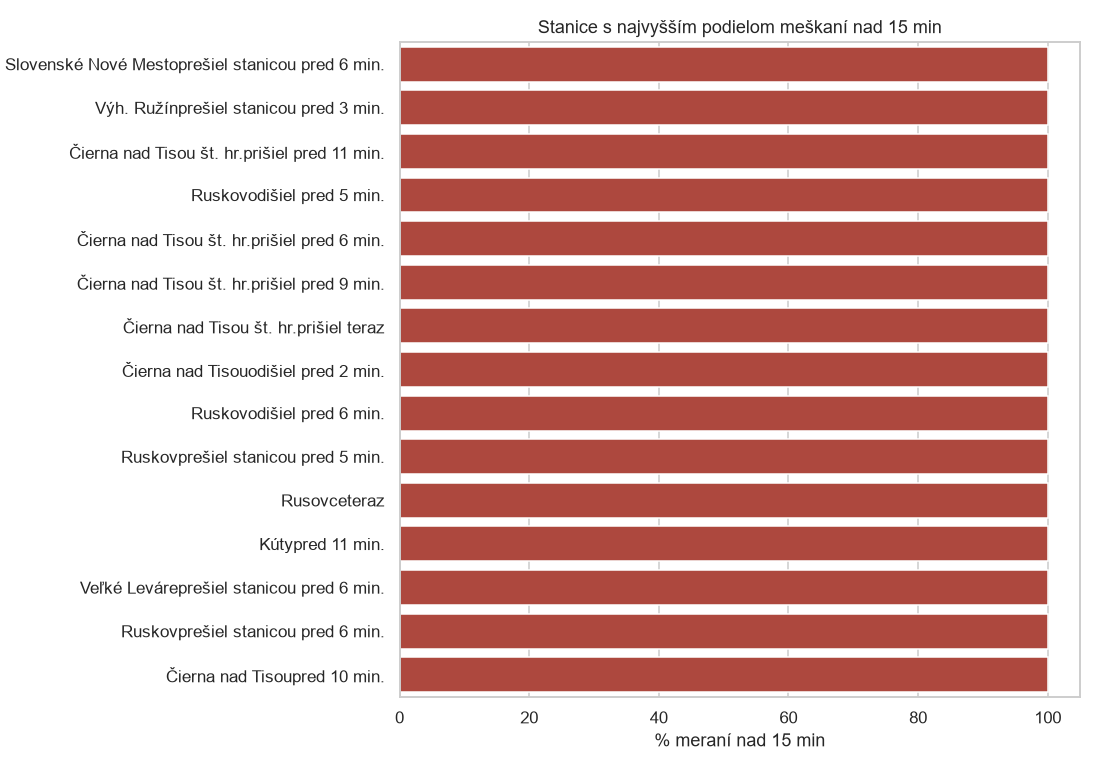 Stanice s najvyšším podielom meškaní nad 15 min
Slovenské Nové Mestoprešiel stanicou pred 6 min.
Výh. Ružínprešiel stanicou pred 3 min.
Čierna nad Tisou št. hr.prišiel pred 11 min.
Ruskovodišiel pred 5 min.
Čierna nad Tisou št. hr.prišiel pred 6 min.
Čierna nad Tisou št. hr.prišiel pred 9 min.
Čierna nad Tisou št. hr.prišiel teraz
Čierna nad Tisouodišiel pred 2 min.
Ruskovodišiel pred 6 min.
Ruskovprešiel stanicou pred 5 min.
Rusovceteraz
Kútypred 11 min.
Veľké Leváreprešiel stanicou pred 6 min.
Ruskovprešiel stanicou pred 6 min.
Čierna nad Tisoupred 10 min.
0 20 40 60 80 100
% meraní nad 15 min